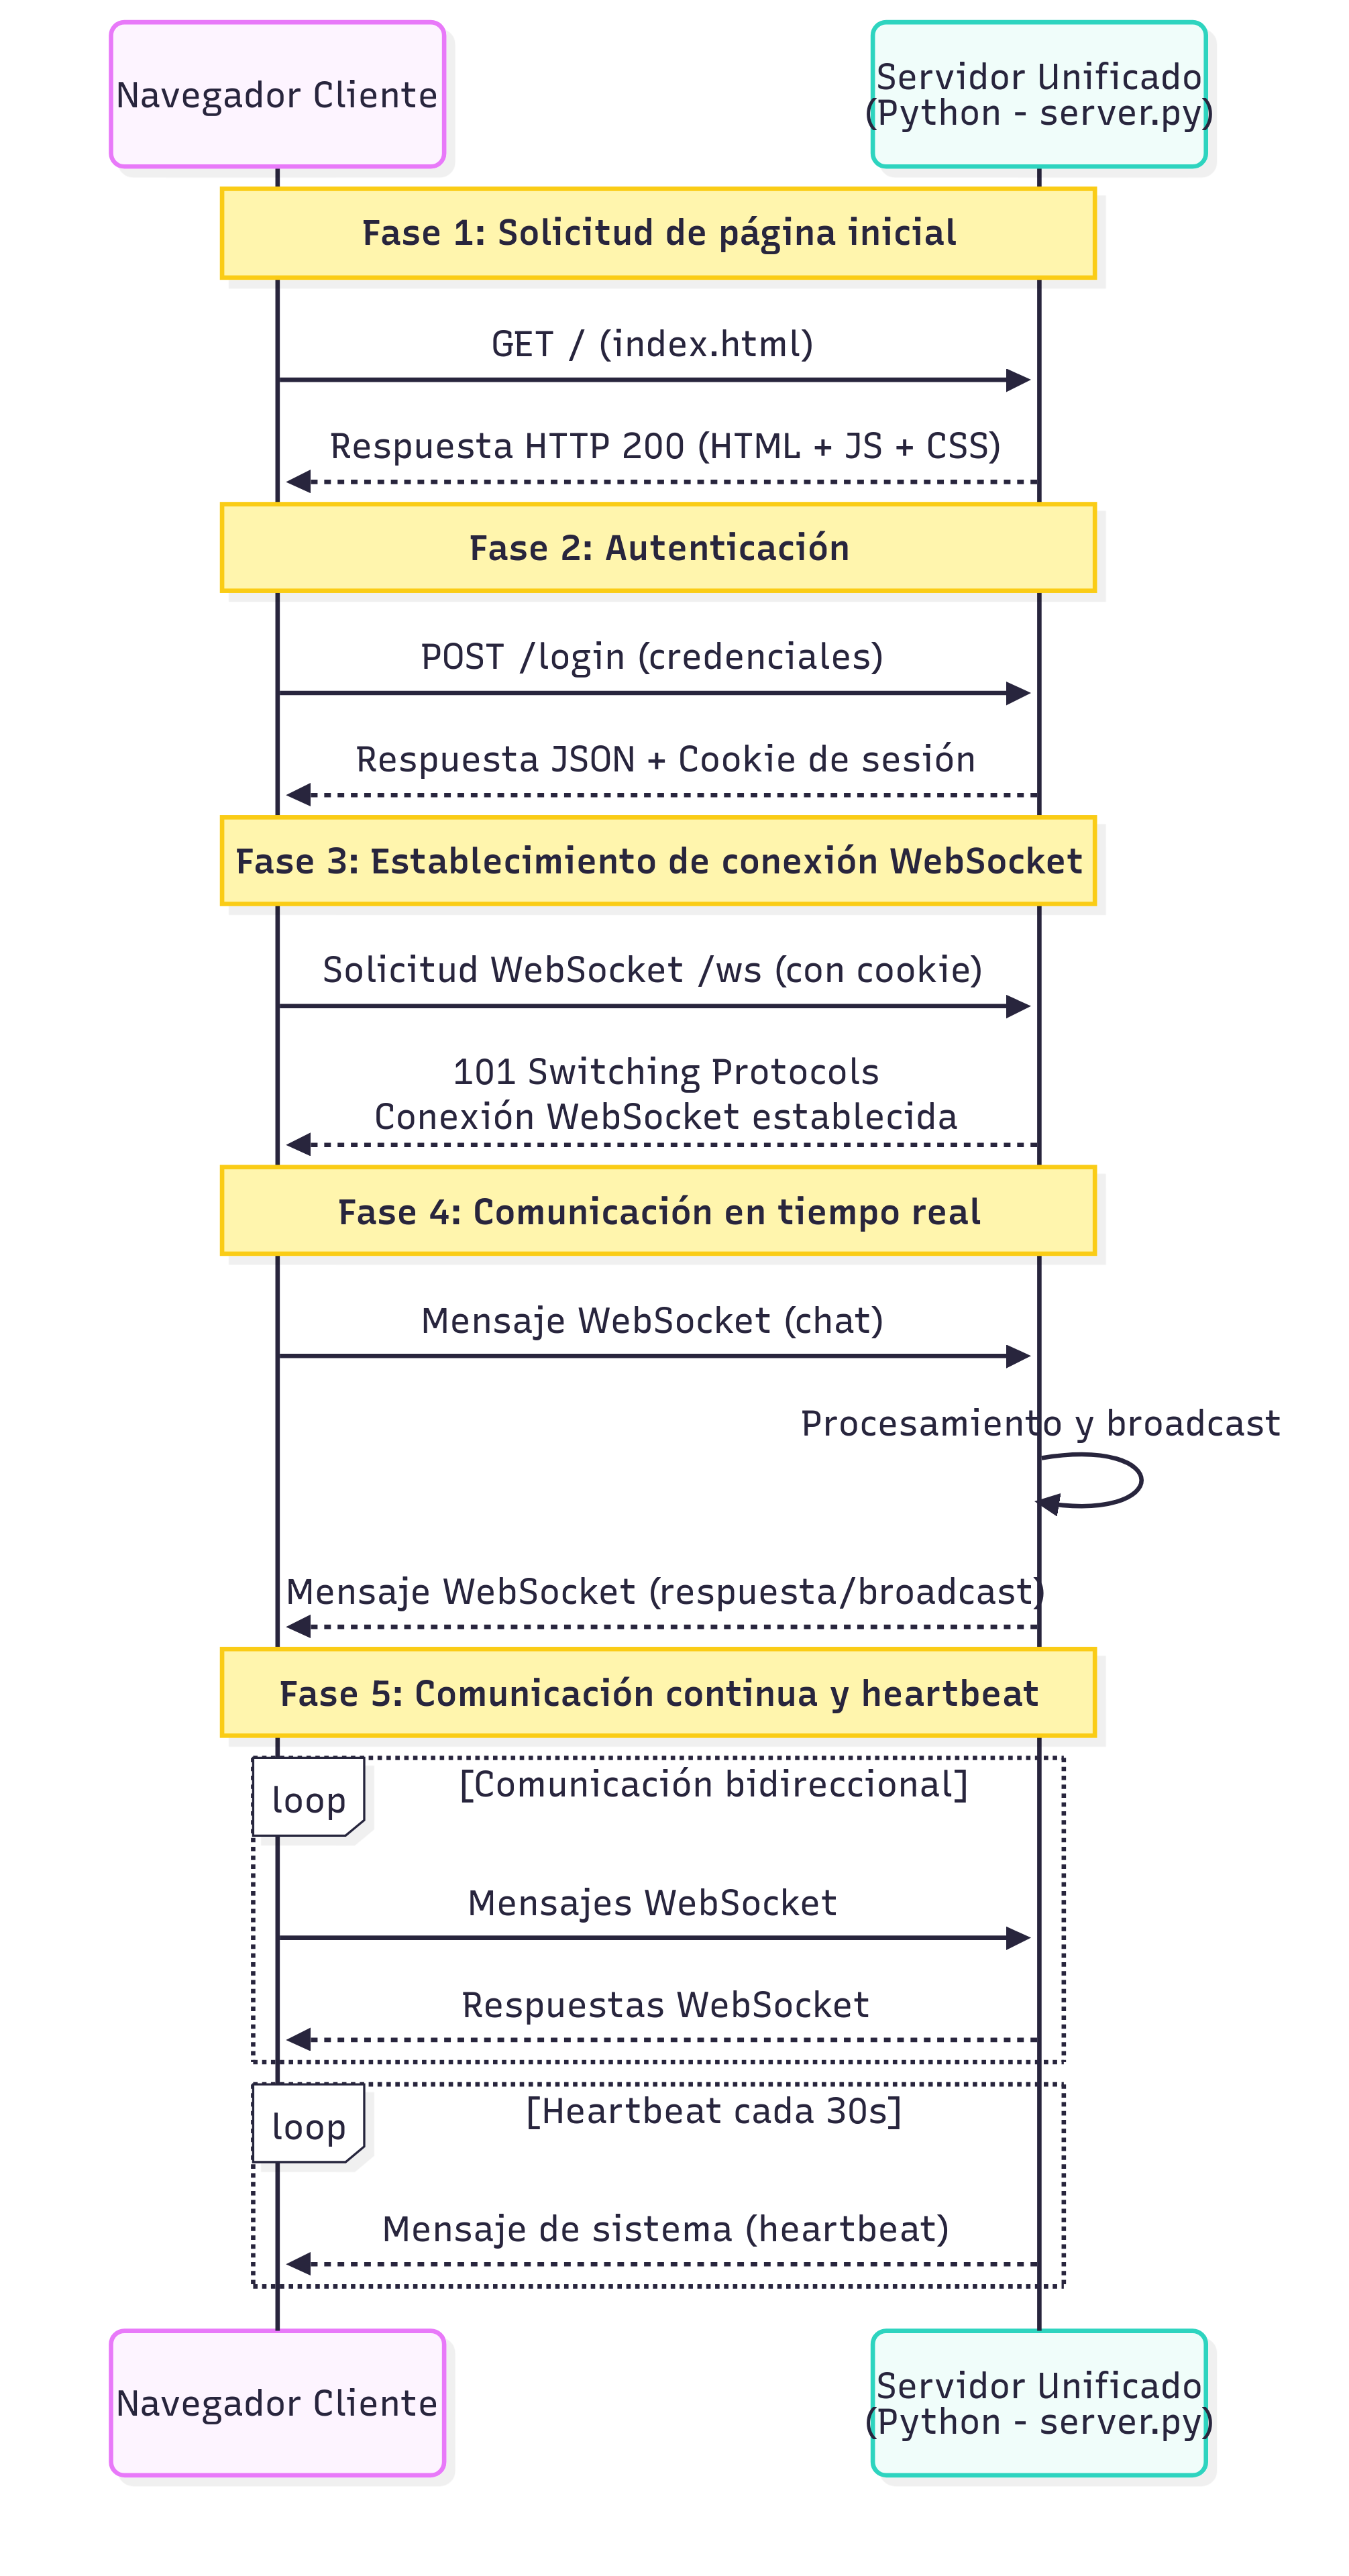 Navegador Cliente
Servidor Unificado
(Python - server.py)
Fase 1: Solicitud de página inicial
GET / (index.html)
Respuesta HTTP 200 (HTML + JS + CSS)
Fase 2: Autenticación
POST /login (credenciales)
Respuesta JSON + Cookie de sesión
Fase 3: Establecimiento de conexión WebSocket
Solicitud WebSocket /ws (con cookie)
101 Switching Protocols
Conexión WebSocket establecida
Fase 4: Comunicación en tiempo real
Mensaje WebSocket (chat)
Procesamiento y broadcast
Mensaje WebSocket (respuesta/broadcast)
Fase 5: Comunicación continua y heartbeat
loop
[Comunicación bidireccional]
Mensajes WebSocket
Respuestas WebSocket
loop
[Heartbeat cada 30s]
Mensaje de sistema (heartbeat)
Navegador Cliente
Servidor Unificado
(Python - server.py)